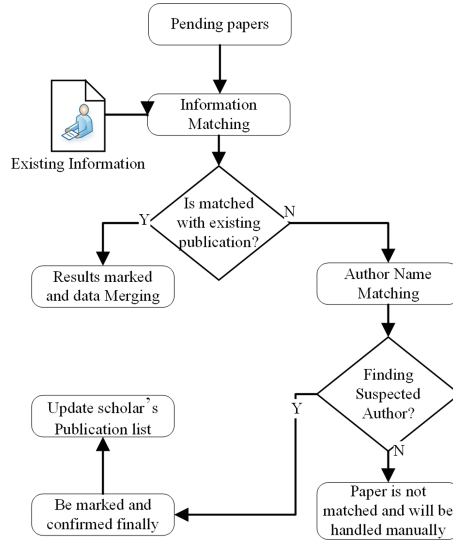 Pending papers
Information
Matching
Existing Information
Is matched
with existing
publication?
Y
N
Results marked
and data Merging
Author Name
Matching
Finding
Suspected
Author?
Y
N
Update scholar's
Publication list
Be marked and
confirmed finally
Paper is not
matched and will be
handled manually